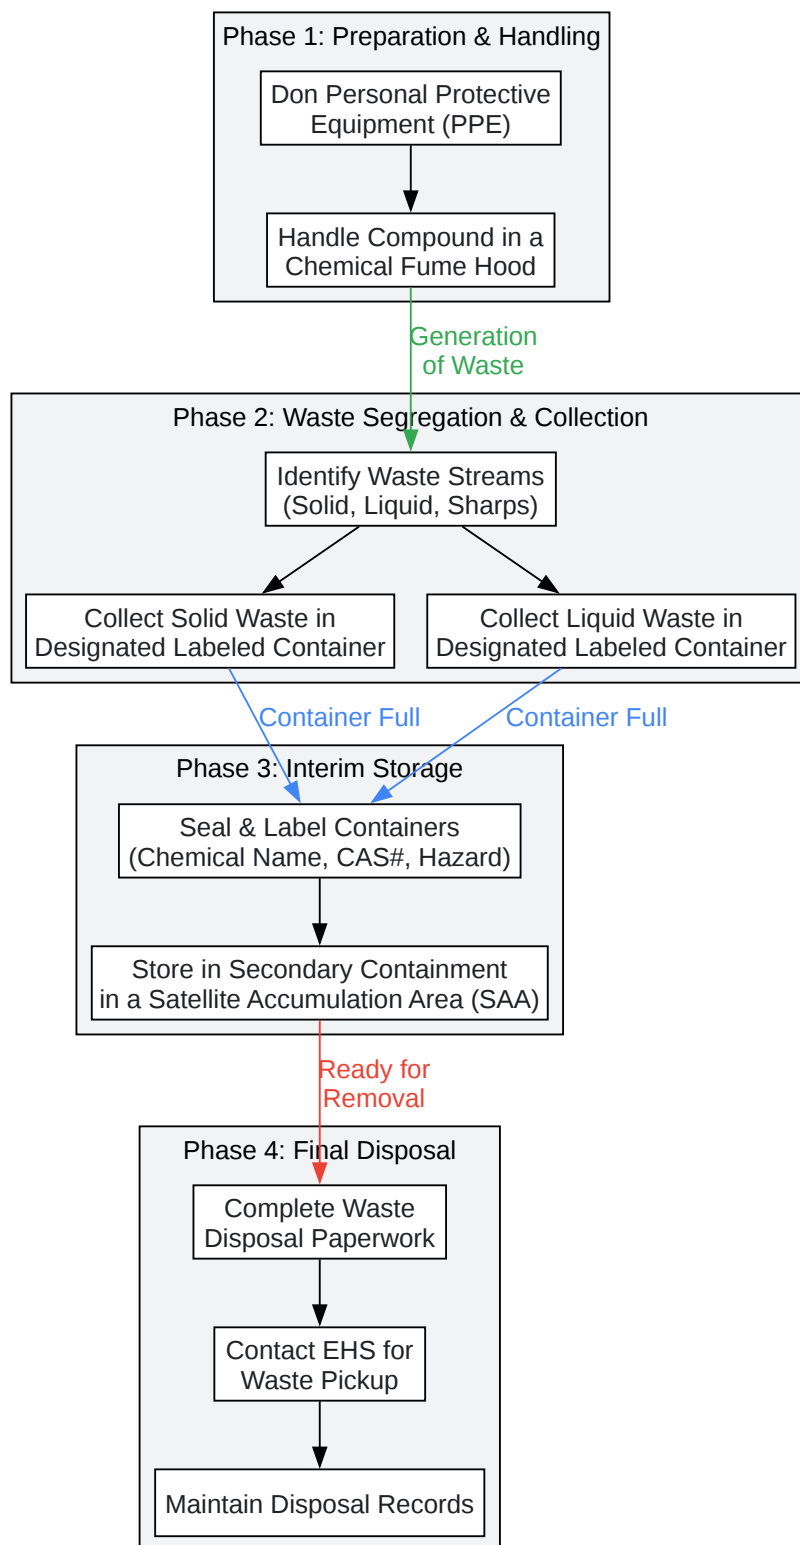 Phase 1: Preparation & Handling
Don Personal Protective
Equipment (PPE)
Handle Compound in a
Chemical Fume Hood
Generation
of Waste
Phase 2: Waste Segregation & Collection
Identify Waste Streams
(Solid, Liquid, Sharps)
Collect Solid Waste in
Designated Labeled Container
Collect Liquid Waste in
Designated Labeled Container
Container Full
Container Full
Phase 3: Interim Storage
Seal & Label Containers
(Chemical Name, CAS#, Hazard)
Store in Secondary Containment
in a Satellite Accumulation Area (SAA)
Ready for
Removal
Phase 4: Final Disposal
Complete Waste
Disposal Paperwork
Contact EHS for
Waste Pickup
Maintain Disposal Records